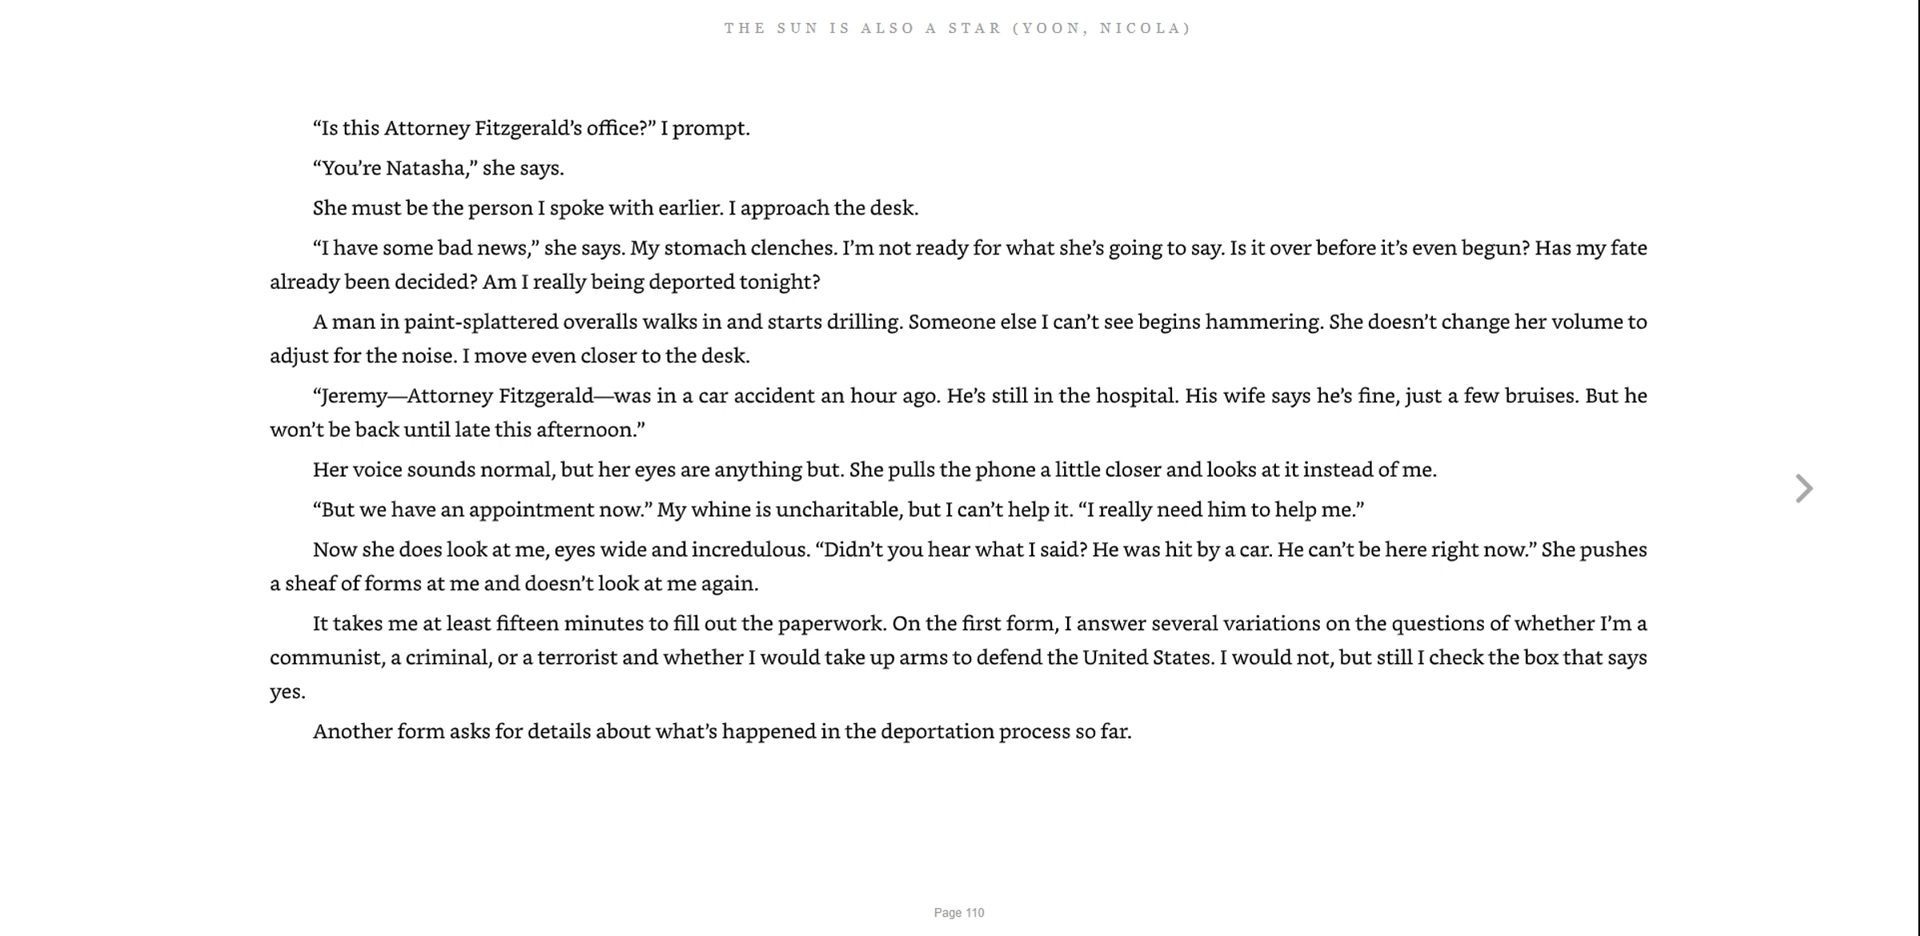 THE SUN IS ALSO A STAR (YOON, NICOLA)
“Is this Attorney Fitzgerald’s office?” I prompt.
“You’re Natasha,” she says.
She must be the person I spoke with earlier. I approach the desk.
“I have some bad news,” she says. My stomach clenches. I’m not ready for what she’s going to say. Is it over before it’s even begun? Has my fate
already been decided? Am I really being deported tonight?
A man in paint-splattered overalls walks in and starts drilling. Someone else I can’t see begins hammering. She doesn’t change her volume to
adjust for the noise. I move even closer to the desk.
“Jeremy—Attorney Fitzgerald—was in a car accident an hour ago. He’s still in the hospital. His wife says he’s fine, just a few bruises. But he
won’t be back until late this afternoon.”
Her voice sounds normal, but her eyes are anything but. She pulls the phone a little closer and looks at it instead of me.
“But we have an appointment now.” My whine is uncharitable, but I can’t help it. “I really need him to help me.”
Now she does look at me, eyes wide and incredulous. “Didn’t you hear what I said? He was hit by a car. He can’t be here right now.” She pushes
a sheaf of forms at me and doesn’t look at me again.
It takes me at least fifteen minutes to fill out the paperwork. On the first form, I answer several variations on the questions of whether I’m a
communist, a criminal, or a terrorist and whether I would take up arms to defend the United States. I would not, but still I check the box that says
yes.
Another form asks for details about what’s happened in the deportation process so far.
Page 110